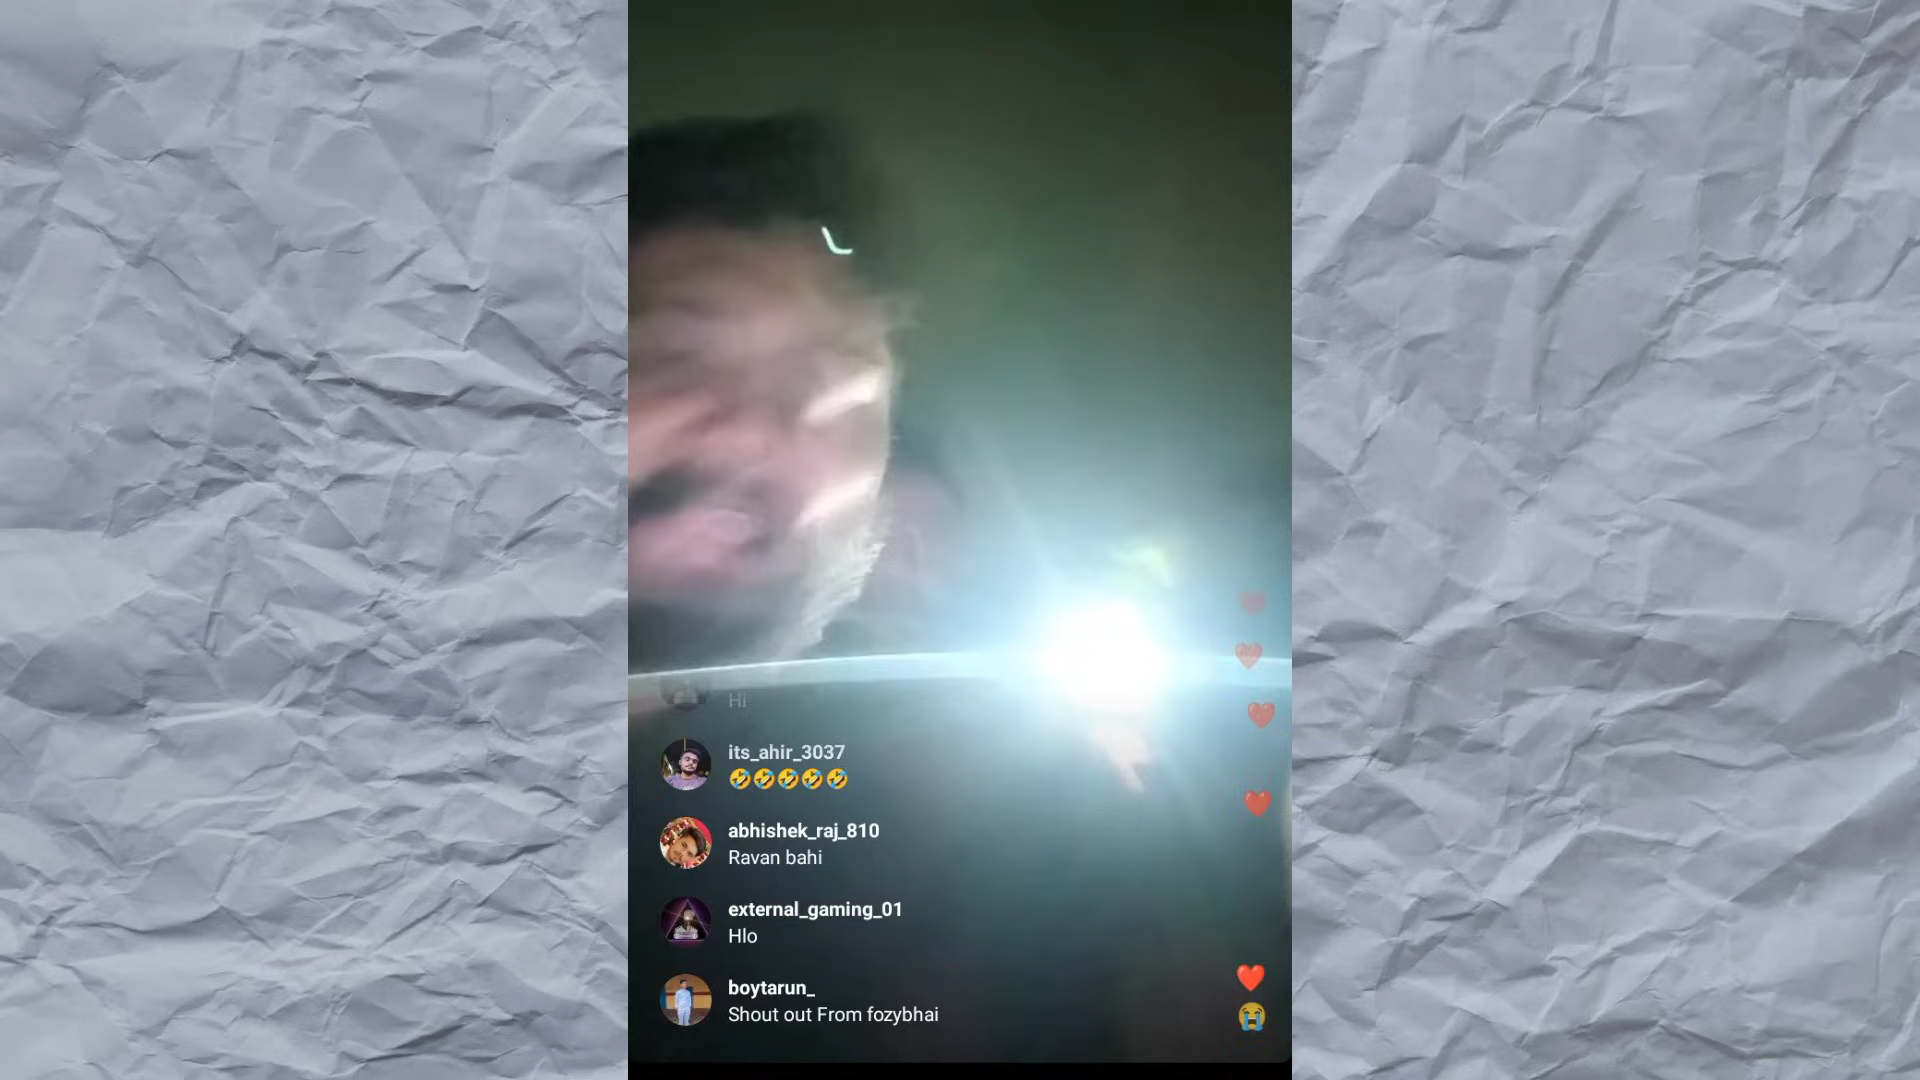 Hi
its_ahir_3037
🤣🤣🤣🤣🤣
abhishek_raj_810
Ravan bahi
external_gaming_01
Hlo
boytarun_
Shout out From fozybhai